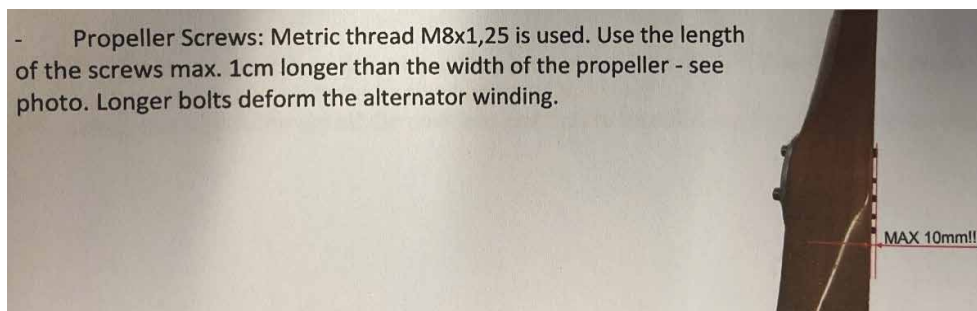 - Propeller Screws: Metric thread M8x1,25 is used. Use the length
of the screws max. 1cm longer than the width of the propeller - see
photo. Longer bolts deform the alternator winding.
MAX 10mm!!